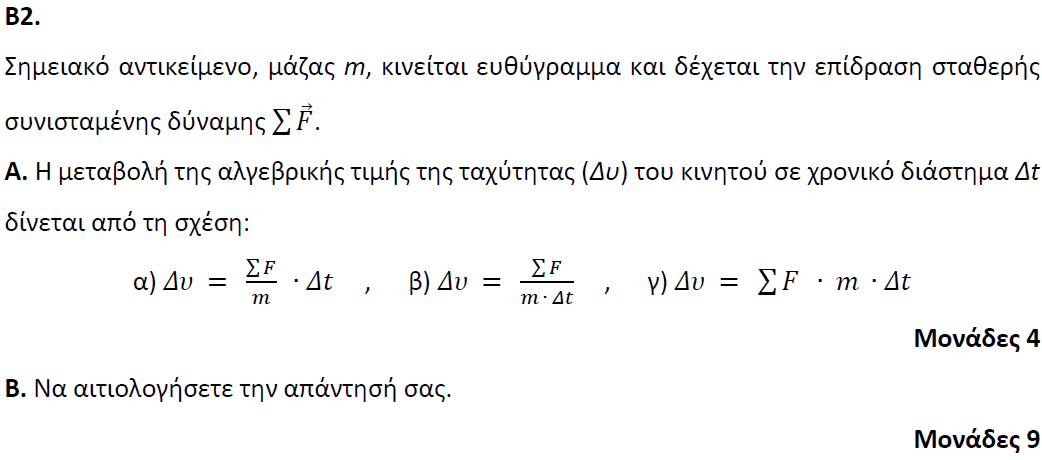 Β2.
Σημειακό αντικείμενο, μάζας m, κινείται ευθύγραμμα και δέχεται την επίδραση σταθερής
συνισταμένης δύναμης ∑ F⃗.
Α. Η μεταβολή της αλγεβρικής τιμής της ταχύτητας (Δυ) του κινητού σε χρονικό διάστημα Δt
δίνεται από τη σχέση:
α) Δυ = ∑F / m · Δt , β) Δυ = ∑F / (m · Δt) , γ) Δυ = ∑F · m · Δt
Μονάδες 4
Β. Να αιτιολογήσετε την απάντησή σας.
Μονάδες 9